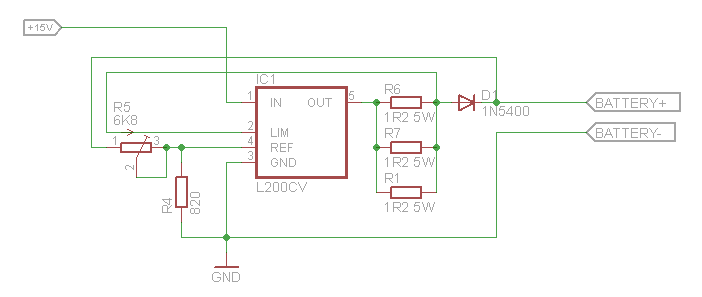 +15V
IC1
R5
6K8
1
3
2
R4
820
1
IN
OUT
5
2
LIM
4
REF
3
GND
L200CV
R6
1R2 5W
R7
1R2 5W
R1
1R2 5W
D1
1N5400
BATTERY+
BATTERY-
GND